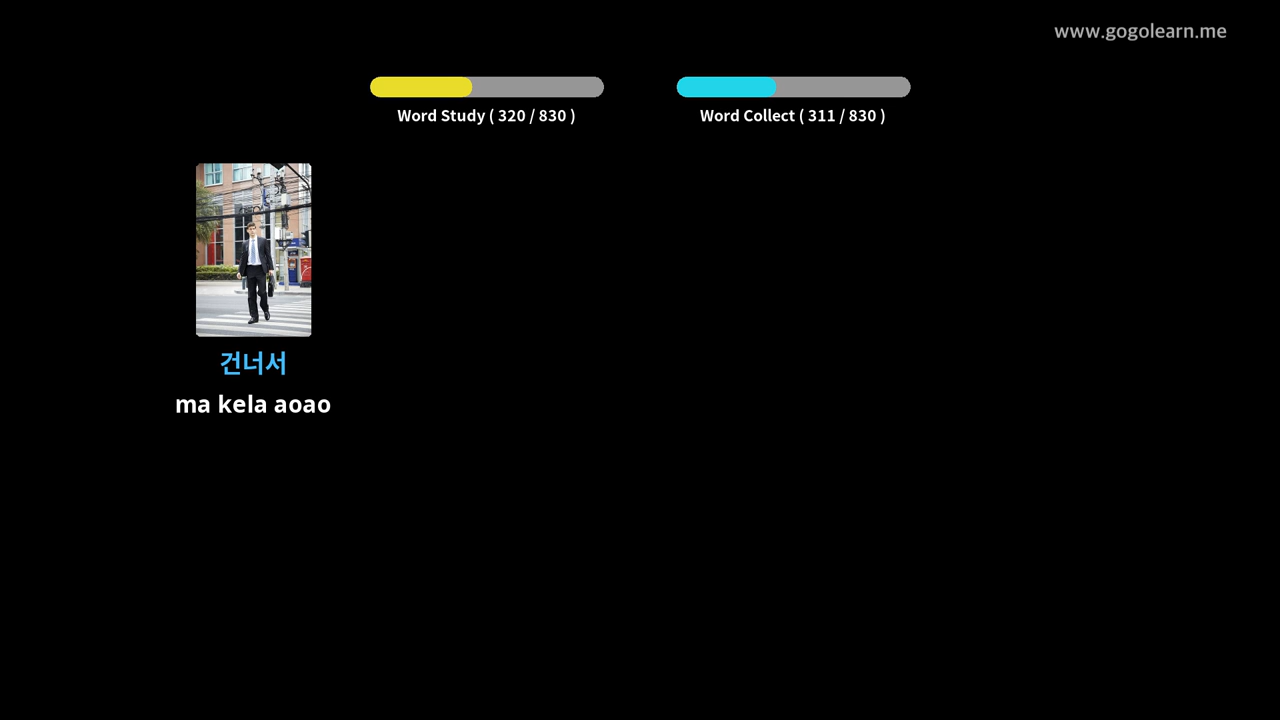 www.gogolearn.me
Word Study ( 320 / 830 )
Word Collect ( 311 / 830 )
건너서
ma kela aoao